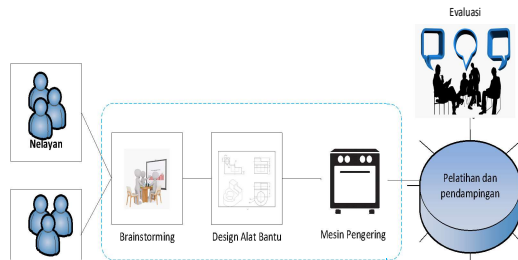 Evaluasi
Nelayan
Brainstorming
Design Alat Bantu
Mesin Pengering
Pelatihan dan
pendampingan